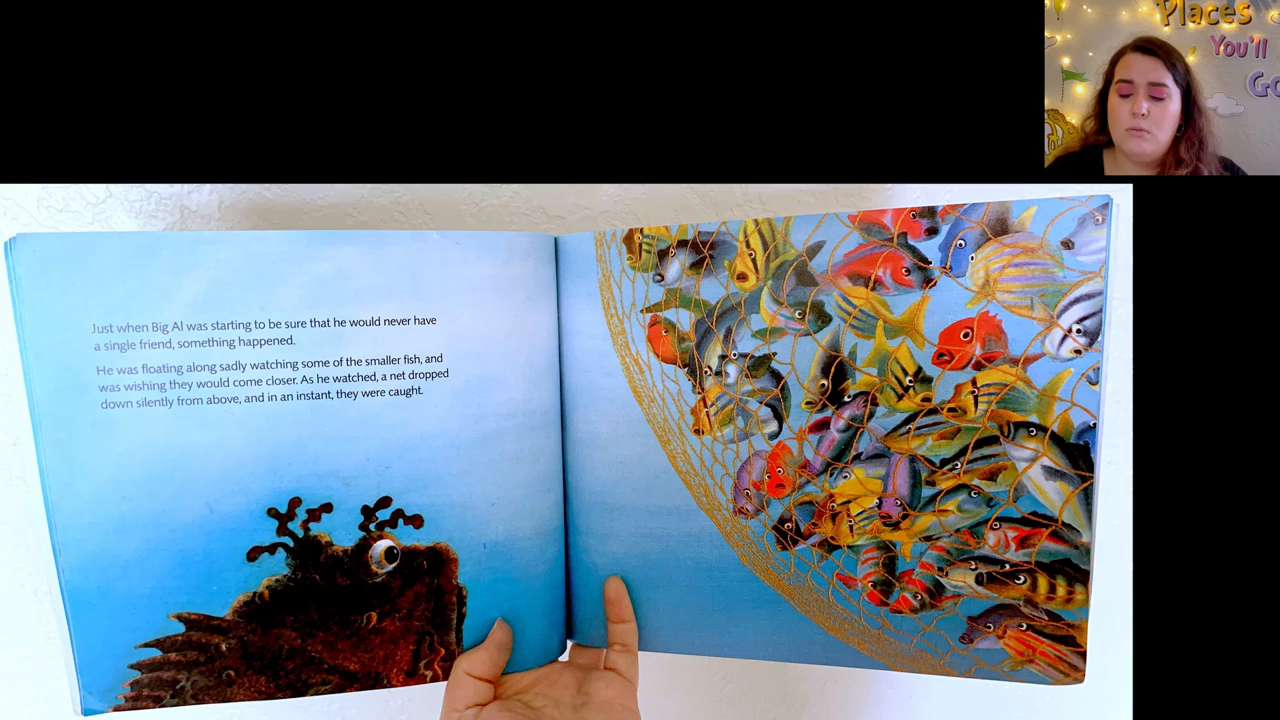 Places
You'll
Go
Just when Big Al was starting to be sure that he would never have
a single friend, something happened.
He was floating along sadly watching some of the smaller fish, and
was wishing they would come closer. As he watched, a net dropped
down silently from above, and in an instant, they were caught.